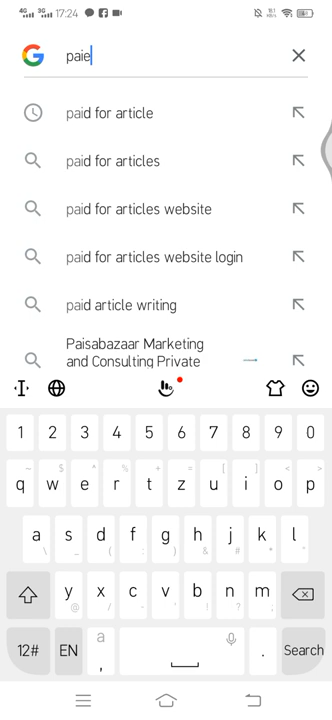 4G 3G 17:24
paie
paid for article
paid for articles
paid for articles website
paid for articles website login
paid article writing
Paisabazaar Marketing
and Consulting Private
1 2 3 4 5 6 7 8 9 0
~ $ ^ % + = [ ] < >
q w e r t z u i o p
a s d f g h j k l
\ _ ( : ) & # * "
y x c v b n m
@ / - ' ! ? ;
12# EN a , . Search